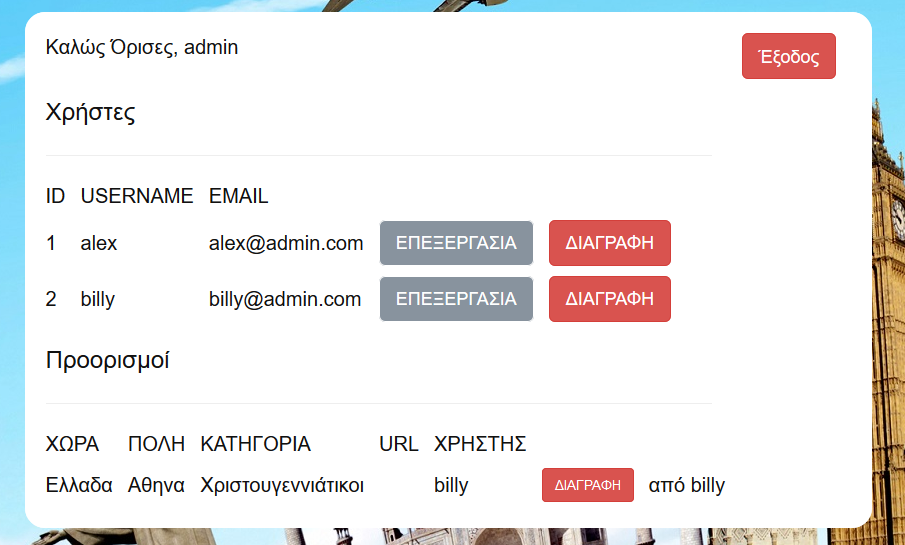 Καλώς Όρισες, admin
Έξοδος
Χρήστες
ID USERNAME EMAIL
1 alex alex@admin.com ΕΠΕΞΕΡΓΑΣΙΑ ΔΙΑΓΡΑΦΗ
2 billy billy@admin.com ΕΠΕΞΕΡΓΑΣΙΑ ΔΙΑΓΡΑΦΗ
Προορισμοί
ΧΩΡΑ ΠΟΛΗ ΚΑΤΗΓΟΡΙΑ URL ΧΡΗΣΤΗΣ
Ελλαδα Αθηνα Χριστουγεννιάτικοι billy ΔΙΑΓΡΑΦΗ από billy